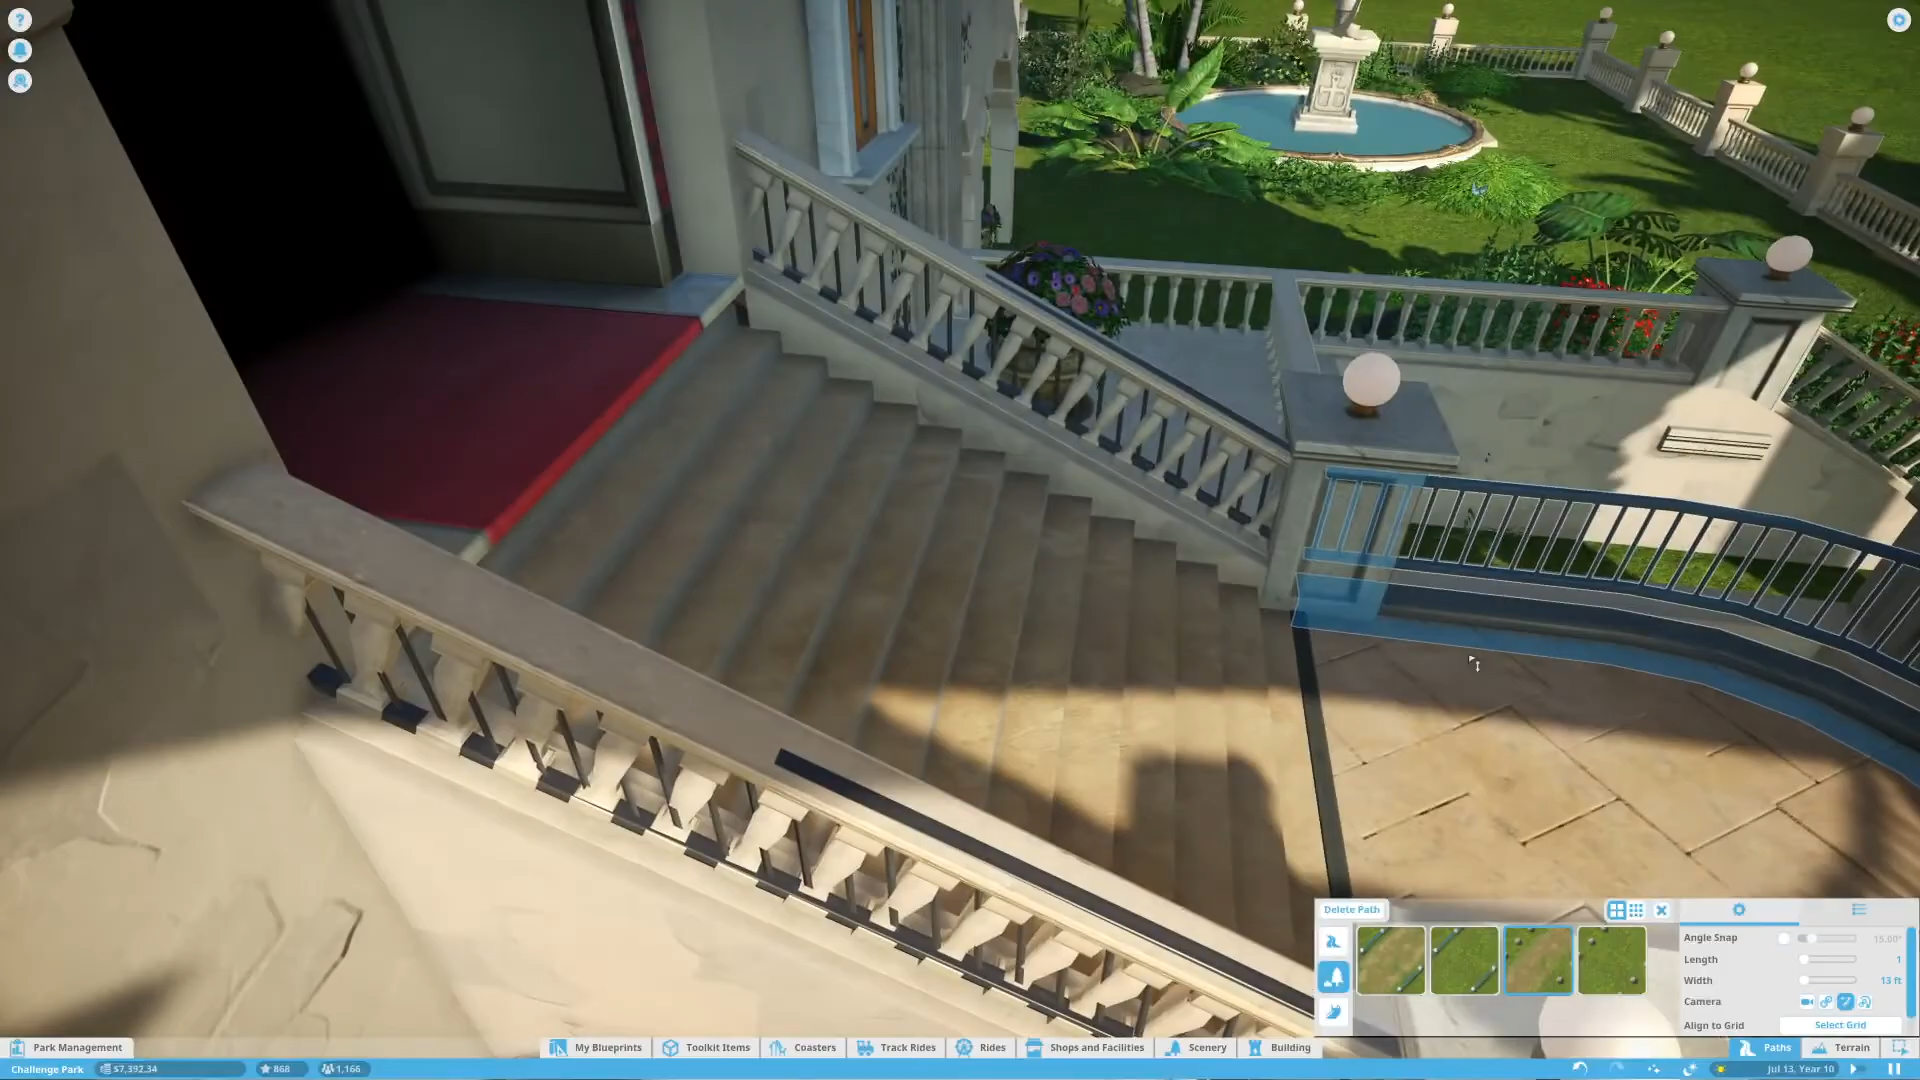 ?
Delete Path
Angle Snap 15.00°
Length 1
Width 13 ft
Camera
Align to Grid Select Grid
Park Management My Blueprints Toolkit Items Coasters Track Rides Rides Shops and Facilities Scenery Building Paths Terrain
Challenge Park $7,392.34 868 1,166 Jul 13, Year 10